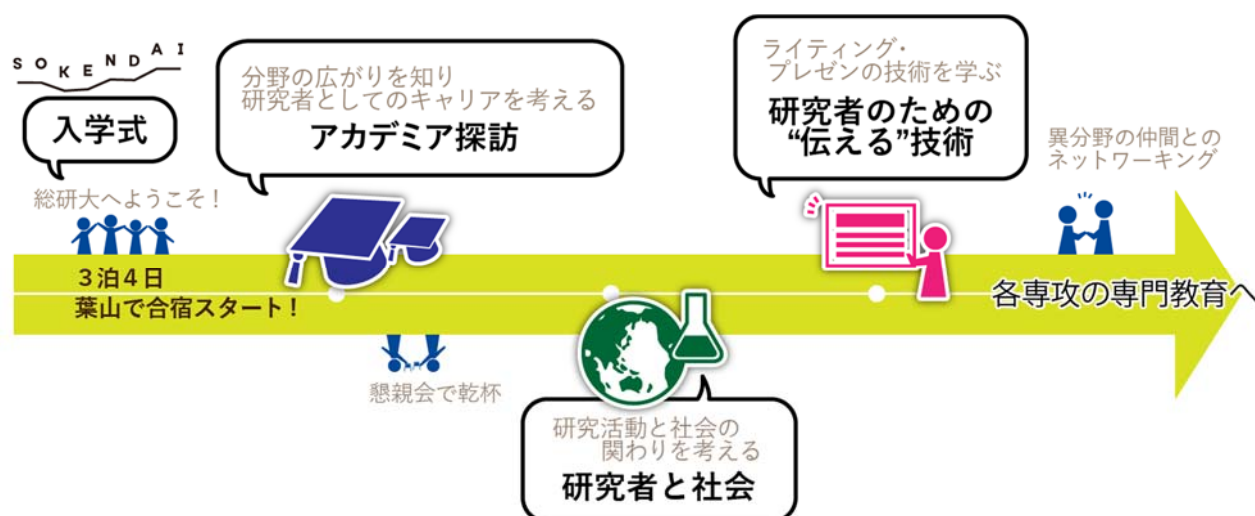 SOKENDAI
入学式
総研大へようこそ！
3泊4日
葉山で合宿スタート！
分野の広がりを知り
研究者としてのキャリアを考える
アカデミア探訪
懇親会で乾杯
研究活動と社会の
関わりを考える
研究者と社会
ライティング・
プレゼンの技術を学ぶ
研究者のための
“伝える”技術
異分野の仲間との
ネットワーキング
各専攻の専門教育へ